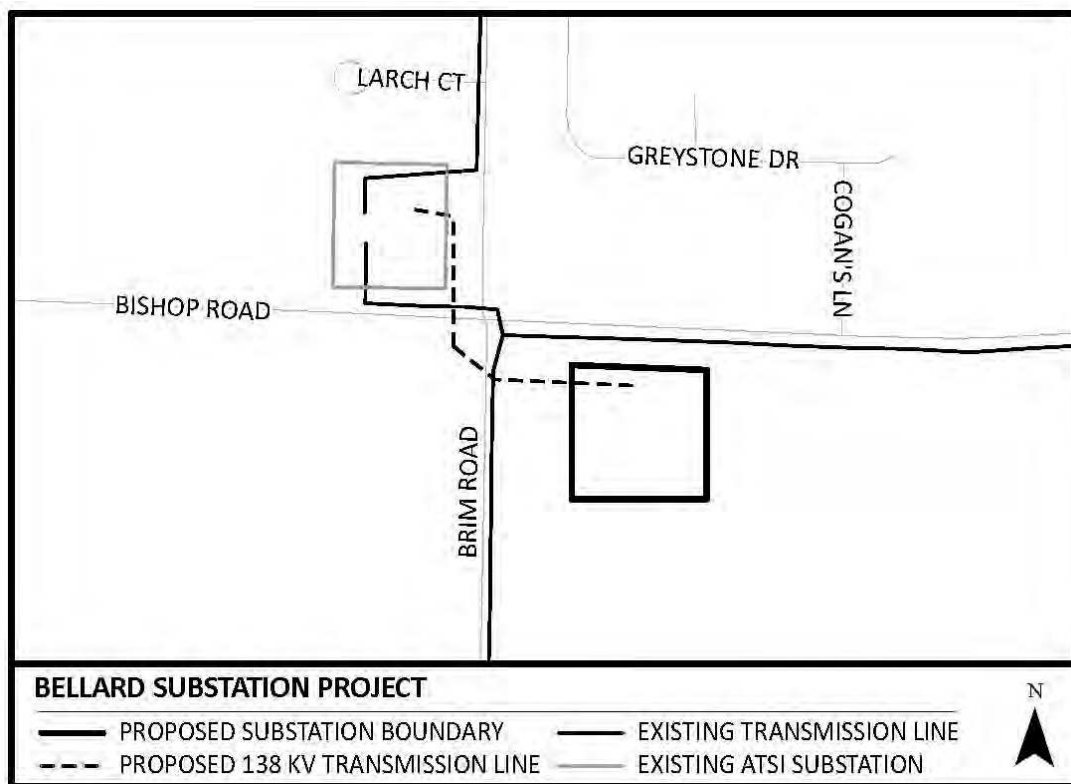 LARCH CT
GREYSTONE DR
COGAN'S LN
BISHOP ROAD
BRIM ROAD
BELLARD SUBSTATION PROJECT
N
PROPOSED SUBSTATION BOUNDARY
EXISTING TRANSMISSION LINE
PROPOSED 138 KV TRANSMISSION LINE
EXISTING ATSI SUBSTATION